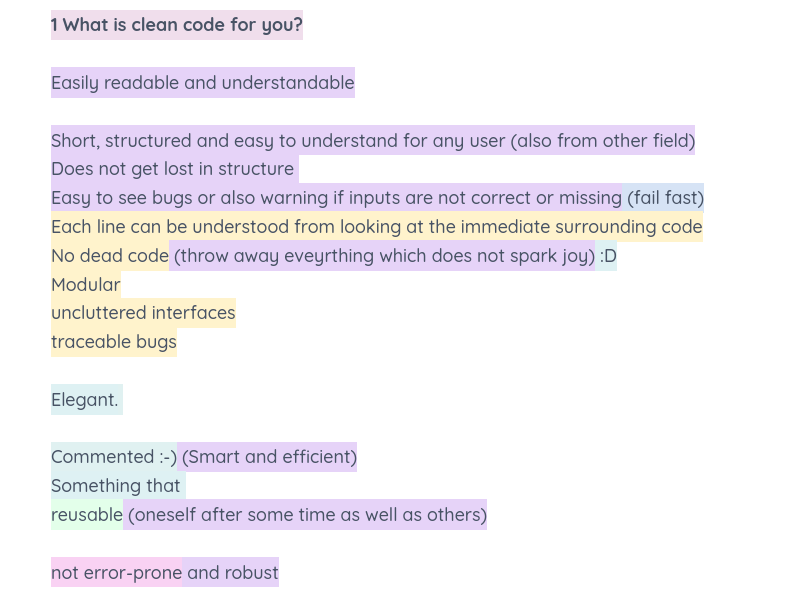 1 What is clean code for you?
Easily readable and understandable
Short, structured and easy to understand for any user (also from other field)
Does not get lost in structure
Easy to see bugs or also warning if inputs are not correct or missing (fail fast)
Each line can be understood from looking at the immediate surrounding code
No dead code (throw away eveyrthing which does not spark joy) :D
Modular
uncluttered interfaces
traceable bugs
Elegant.
Commented :-) (Smart and efficient)
Something that
reusable (oneself after some time as well as others)
not error-prone and robust